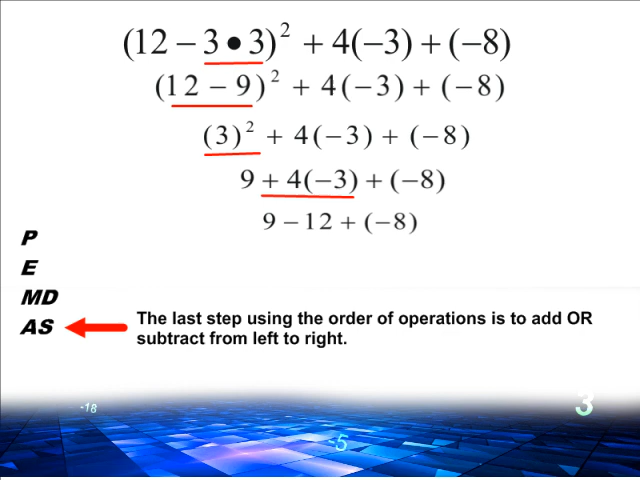 (12 − 3 • 3)² + 4(−3) + (−8)
(12 − 9)² + 4(−3) + (−8)
(3)² + 4(−3) + (−8)
9 + 4(−3) + (−8)
9 − 12 + (−8)
P
E
MD
AS
The last step using the order of operations is to add OR
subtract from left to right.
-18
3
-5